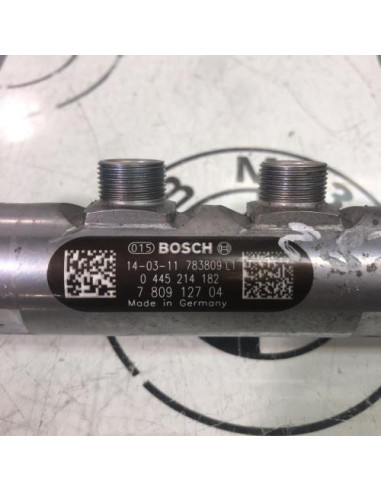 015 BOSCH
14-03-11 783809 L1
0 445 214 182
7 809 127 04
Made in Germany
B M